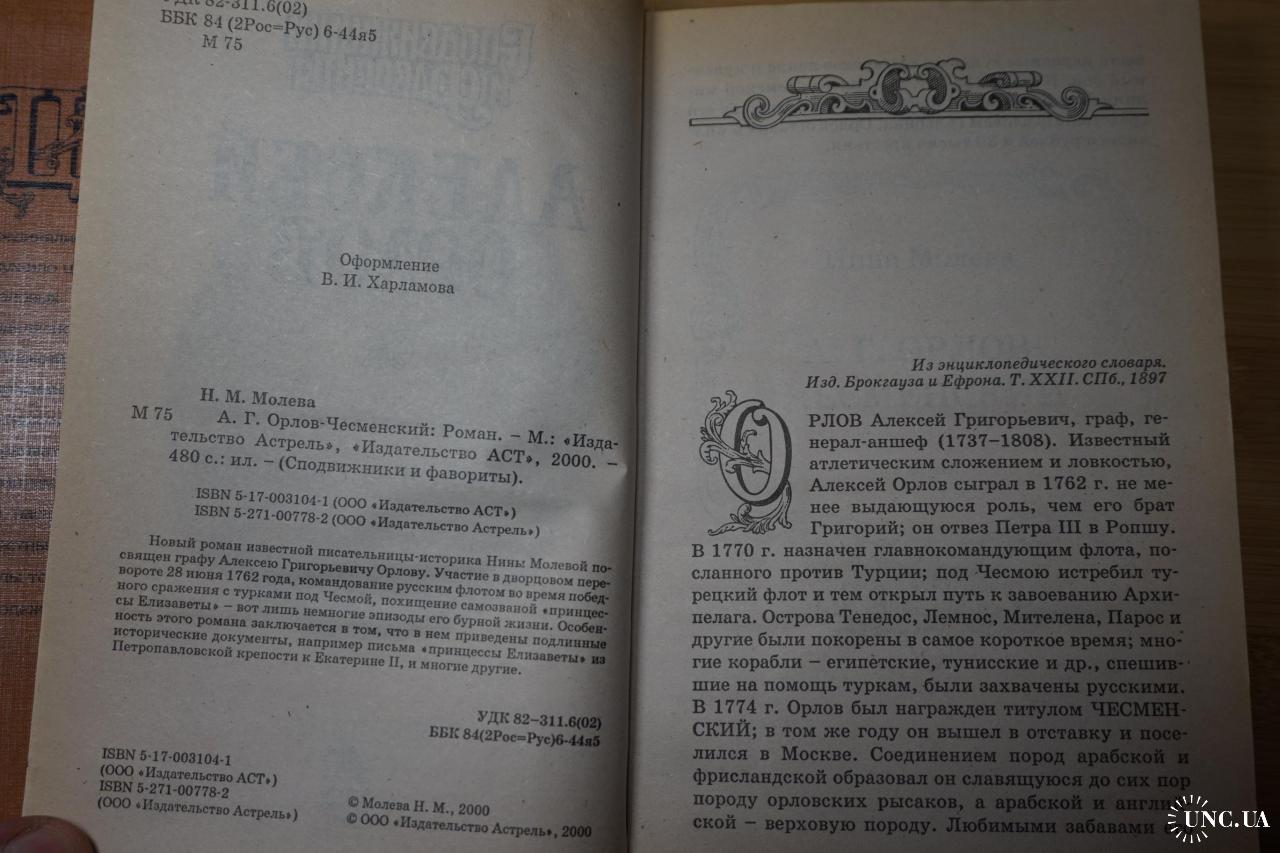 УДК 82-311.6(02)
ББК 84 (2Рос=Рус) 6-44я5
М 75
Оформление
В. И. Харламова
Н. М. Молева
М 75 А. Г. Орлов-Чесменский: Роман. – М.: «Изда-
тельство Астрель», «Издательство АСТ», 2000. –
480 с.: ил. – (Сподвижники и фавориты).
ISBN 5-17-003104-1 (ООО «Издательство АСТ»)
ISBN 5-271-00778-2 (ООО «Издательство Астрель»)
Новый роман известной писательницы-историка Нины Молевой по-
священ графу Алексею Григорьевичу Орлову. Участие в дворцовом пере-
вороте 28 июня 1762 года, командование русским флотом во время побед-
ного сражения с турками под Чесмой, похищение самозваной «принцес-
сы Елизаветы» – вот лишь немногие эпизоды его бурной жизни. Особен-
ность этого романа заключается в том, что в нем приведены подлинные
исторические документы, например письма «принцессы Елизаветы» из
Петропавловской крепости к Екатерине II, и многие другие.
УДК 82–311.6(02)
ББК 84(2Рос=Рус)6-44я5
ISBN 5-17-003104-1
(ООО «Издательство АСТ»)
ISBN 5-271-00778-2
(ООО «Издательство Астрель»)
© Молева Н. М., 2000
© ООО «Издательство Астрель», 2000
Из энциклопедического словаря.
Изд. Брокгауза и Ефрона. Т. XXII. СПб., 1897
ОРЛОВ Алексей Григорьевич, граф, ге-
нерал-аншеф (1737–1808). Известный
атлетическим сложением и ловкостью,
Алексей Орлов сыграл в 1762 г. не ме-
нее выдающуюся роль, чем его брат
Григорий; он отвез Петра III в Ропшу.
В 1770 г. назначен главнокомандующим флота, по-
сланного против Турции; под Чесмою истребил ту-
рецкий флот и тем открыл путь к завоеванию Архи-
пелага. Острова Тенедос, Лемнос, Мителена, Парос и
другие были покорены в самое короткое время; мно-
гие корабли – египетские, тунисские и др., спешив-
шие на помощь туркам, были захвачены русскими.
В 1774 г. Орлов был награжден титулом ЧЕСМЕН-
СКИЙ; в том же году он вышел в отставку и посе-
лился в Москве. Соединением пород арабской и
фрисландской образовал он славящуюся до сих пор
породу орловских рысаков, а арабской и англий-
ской – верховую породу. Любимыми забавами
UNC.UA